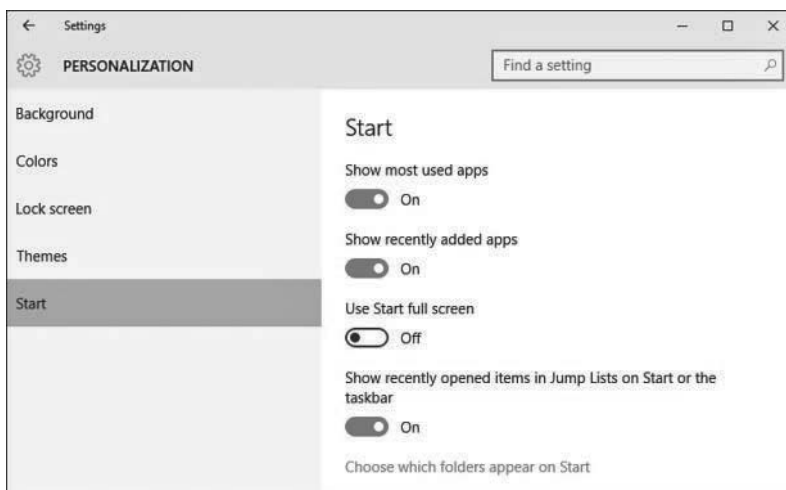 Settings
PERSONALIZATION
Find a setting
Background
Colors
Lock screen
Themes
Start
Start
Show most used apps
On
Show recently added apps
On
Use Start full screen
Off
Show recently opened items in Jump Lists on Start or the
taskbar
On
Choose which folders appear on Start